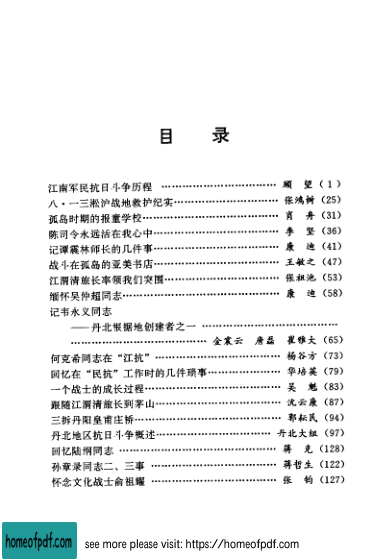 目 录
江南军民抗日斗争历程 …………………………… 顾 望（1）
八·一三淞沪战地救护纪实………………………… 张鸿树（25）
孤岛时期的报童学校………………………………… 肖 舟（31）
陈司令永远活在我心中……………………………… 李 坚（36）
记谭震林师长的几件事……………………………… 康 迪（41）
战斗在孤岛的亚美书店……………………………… 王敏之（47）
江渭清旅长率领我们突围…………………………… 张祖池（53）
缅怀吴仲超同志……………………………………… 康 迪（58）
记韦永义同志
——丹北根据地创建者之一 …………………………
………………………… 金宸云 唐磊 翟雅大（65）
何克希同志在“江抗”……………………………… 杨谷方（73）
回忆在“民抗”工作时的几件琐事………………… 华培英（79）
一个战士的成长过程………………………………… 吴 魁（83）
跟随江渭清旅长到茅山……………………………… 沈云康（87）
三拆丹阳皇甫庄桥…………………………………… 郭耘民（94）
丹北地区抗日斗争概述…………………………… 丹北大组（97）
回忆陆纲同志 ……………………………………… 蒋 克（128）
孙章录同志二、三事 ……………………………… 蒋哲生（122）
怀念文化战士俞祖耀 ……………………………… 张 钧（127）
homeofpdf.com
see more please visit: https://homeofpdf.com